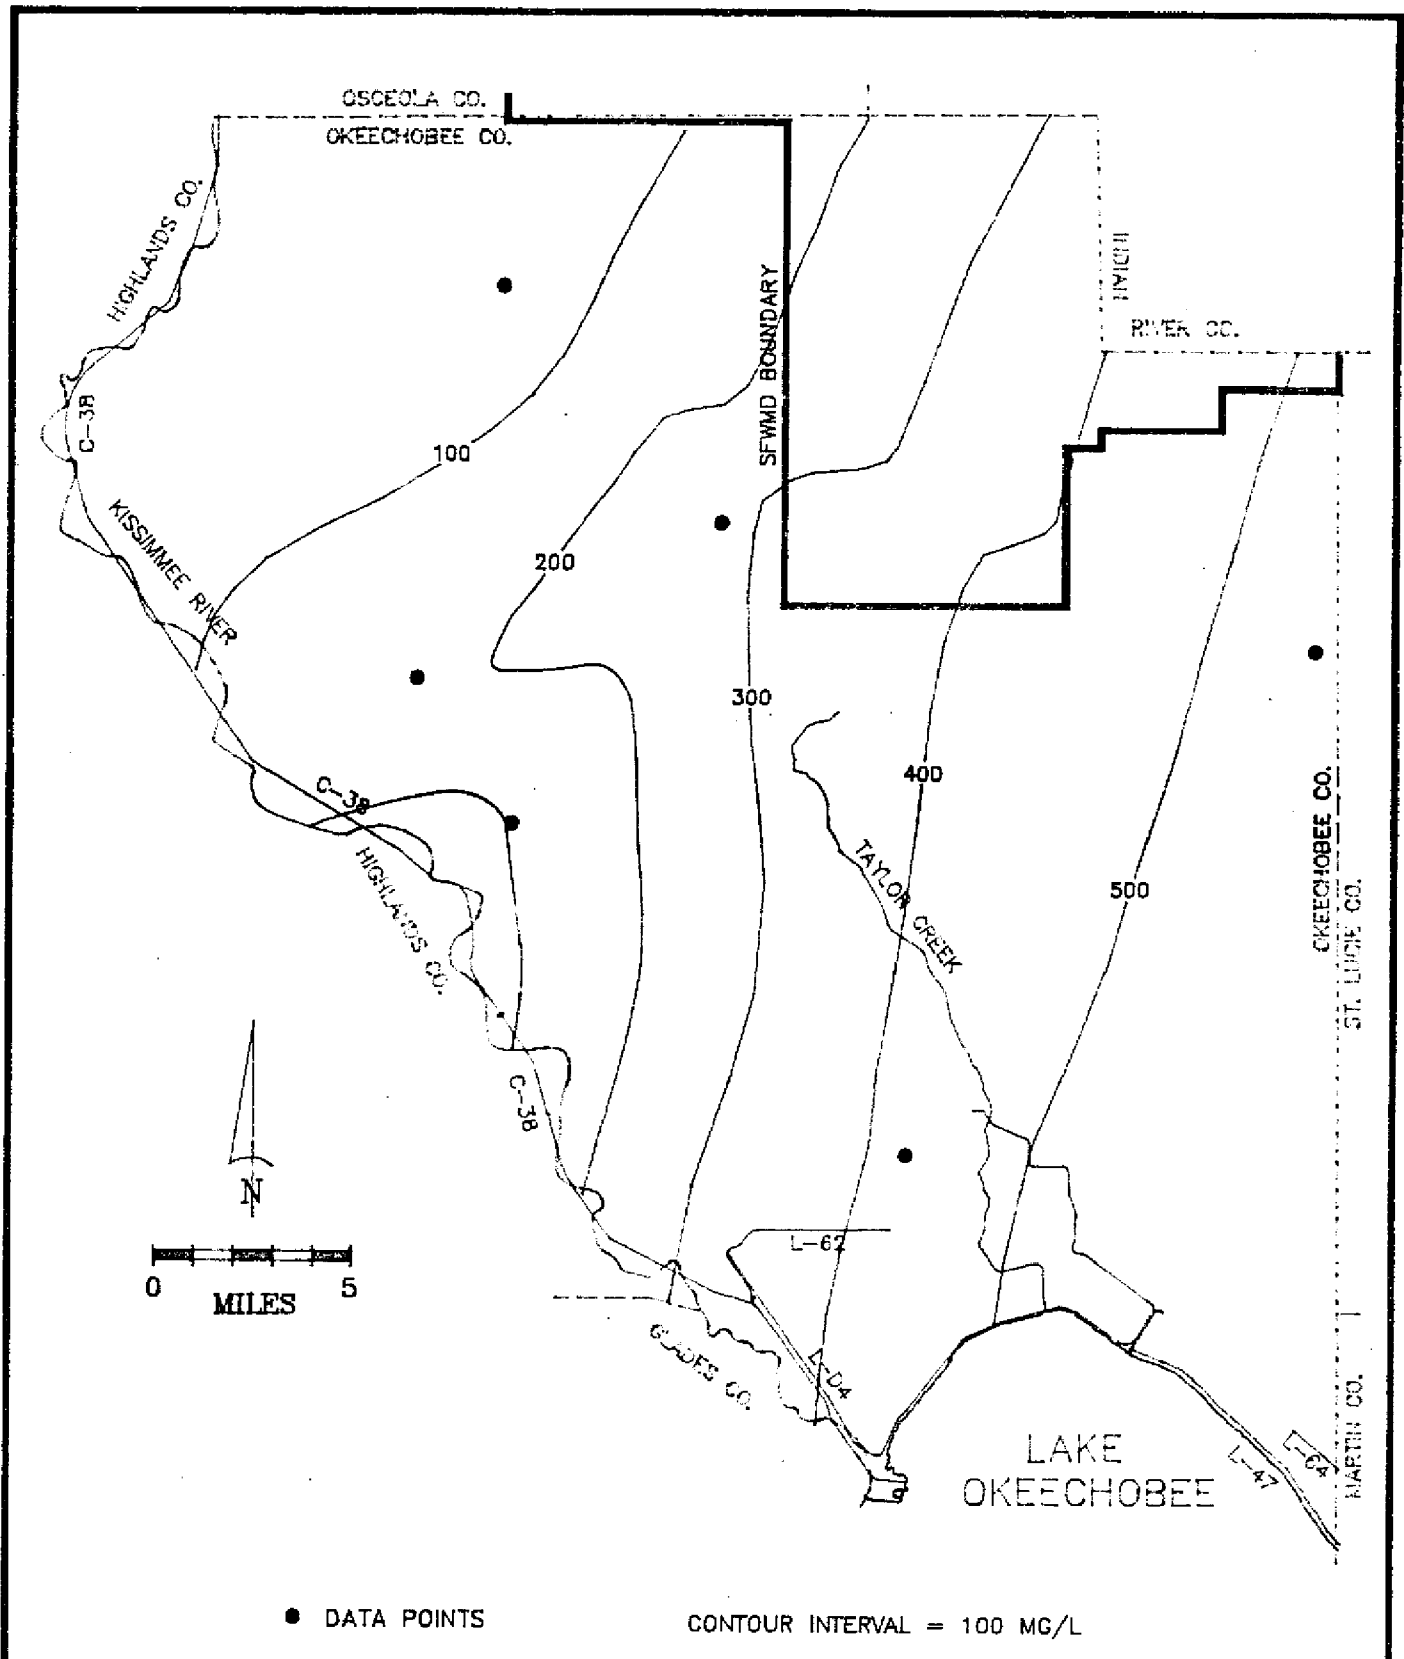 OSCEOLA CO.
OKEECHOBEE CO.
HIGHLANDS CO.
SFWMD BOUNDARY
INDIAN
RIVER CO.
C-38
100
KISSIMMEE RIVER
200
300
400
500
C-38
TAYLOR CREEK
HIGHLANDS CO.
OKEECHOBEE CO.
ST. LUCIE CO.
C-38
N
0 5
MILES
L-62
GLADES CO.
L-D4
LAKE
OKEECHOBEE
L-47
L-64
MARTIN CO.
DATA POINTS
CONTOUR INTERVAL = 100 MG/L